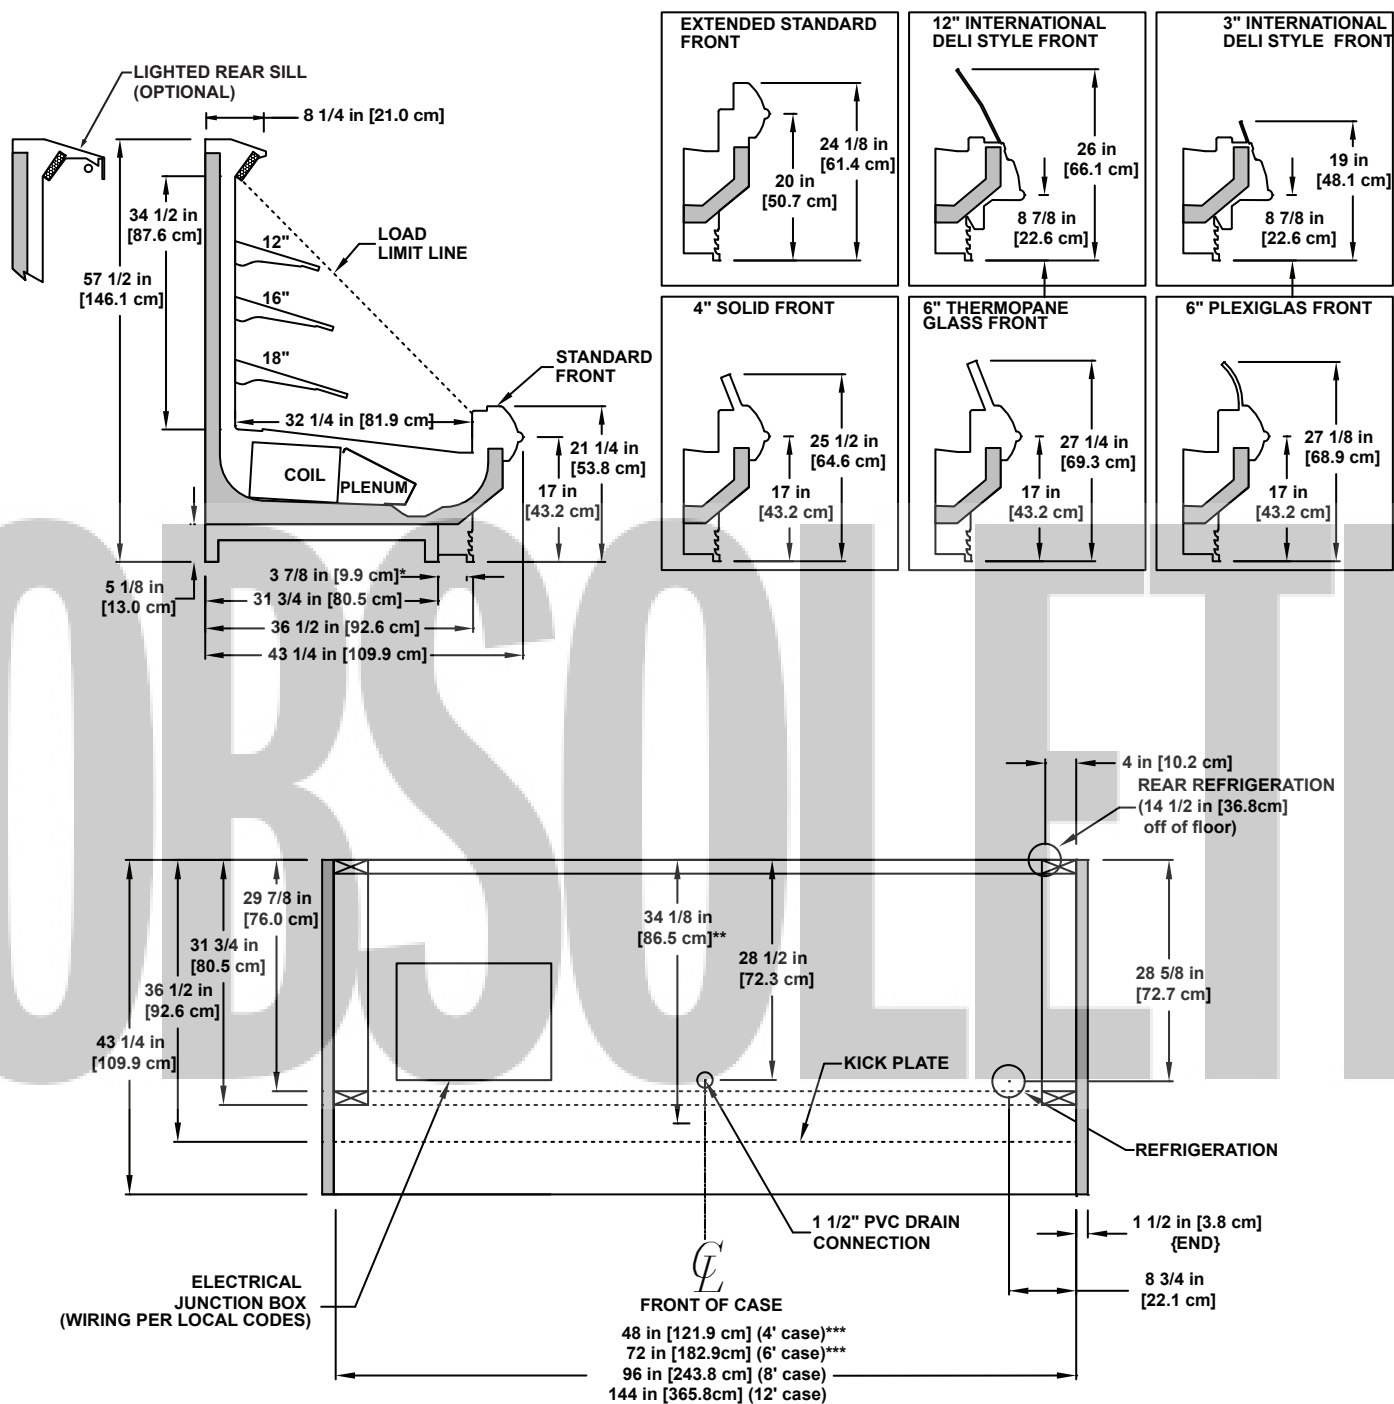 LIGHTED REAR SILL
(OPTIONAL)
8 1/4 in [21.0 cm]
34 1/2 in
[87.6 cm]
57 1/2 in
[146.1 cm]
12"
16"
18"
LOAD
LIMIT LINE
STANDARD
FRONT
32 1/4 in [81.9 cm]
21 1/4 in
[53.8 cm]
17 in
[43.2 cm]
COIL
PLENUM
5 1/8 in
[13.0 cm]
3 7/8 in [9.9 cm]*
31 3/4 in [80.5 cm]
36 1/2 in [92.6 cm]
43 1/4 in [109.9 cm]
EXTENDED STANDARD
FRONT
24 1/8 in
[61.4 cm]
20 in
[50.7 cm]
12" INTERNATIONAL
DELI STYLE FRONT
26 in
[66.1 cm]
8 7/8 in
[22.6 cm]
3" INTERNATIONAL
DELI STYLE FRONT
19 in
[48.1 cm]
8 7/8 in
[22.6 cm]
4" SOLID FRONT
25 1/2 in
[64.6 cm]
17 in
[43.2 cm]
6" THERMOPANE
GLASS FRONT
27 1/4 in
[69.3 cm]
17 in
[43.2 cm]
6" PLEXIGLAS FRONT
27 1/8 in
[68.9 cm]
17 in
[43.2 cm]
OBSOLETE
4 in [10.2 cm]
REAR REFRIGERATION
(14 1/2 in [36.8cm]
off of floor)
29 7/8 in
[76.0 cm]
31 3/4 in
[80.5 cm]
36 1/2 in
[92.6 cm]
43 1/4 in
[109.9 cm]
34 1/8 in
[86.5 cm]**
28 1/2 in
[72.3 cm]
28 5/8 in
[72.7 cm]
KICK PLATE
REFRIGERATION
1 1/2" PVC DRAIN
CONNECTION
1 1/2 in [3.8 cm]
{END}
8 3/4 in
[22.1 cm]
ELECTRICAL
JUNCTION BOX
(WIRING PER LOCAL CODES)
CL
FRONT OF CASE
48 in [121.9 cm] (4' case)***
72 in [182.9cm] (6' case)***
96 in [243.8 cm] (8' case)
144 in [365.8cm] (12' case)